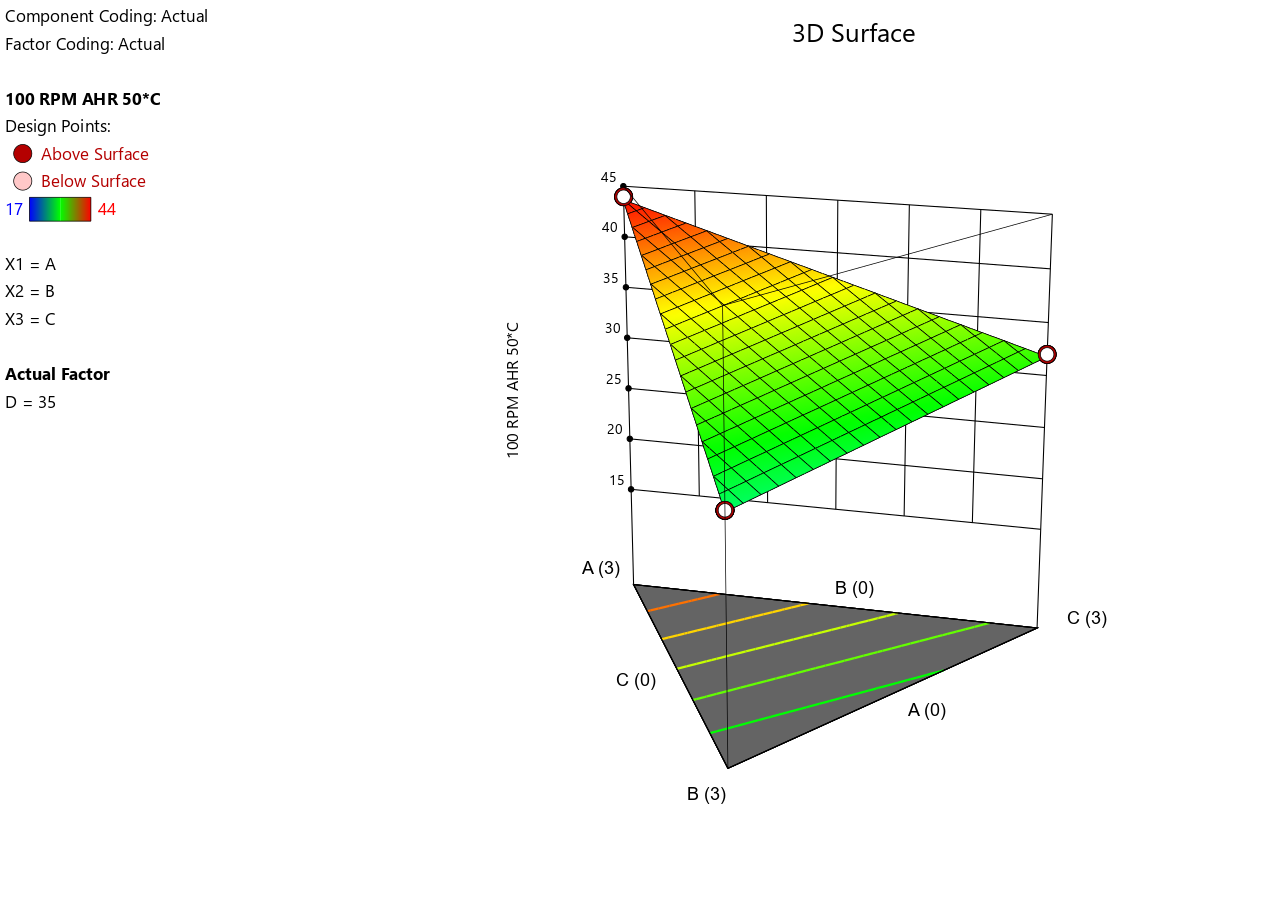 Component Coding: Actual
Factor Coding: Actual
3D Surface
100 RPM AHR 50*C
Design Points:
Above Surface
Below Surface
17 44
X1 = A
X2 = B
X3 = C
Actual Factor
D = 35
100 RPM AHR 50*C
45
40
35
30
25
20
15
A (3)
B (0)
C (3)
C (0)
A (0)
B (3)